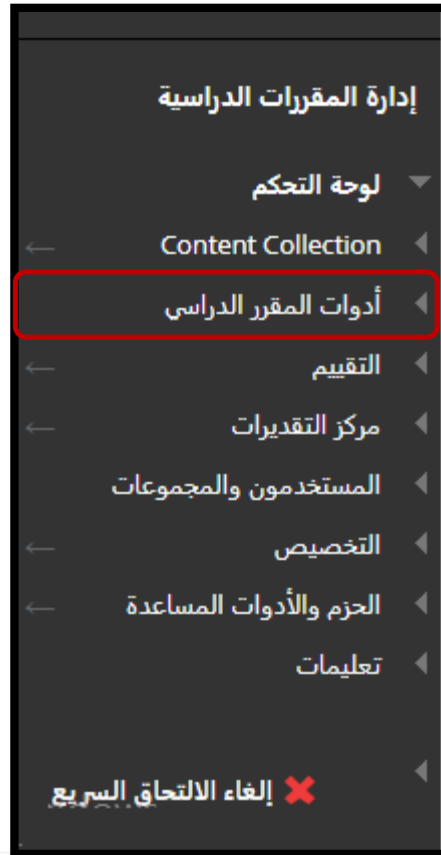 إدارة المقررات الدراسية
لوحة التحكم
Content Collection
أدوات المقرر الدراسي
التقييم
مركز التقديرات
المستخدمون والمجموعات
التخصيص
الحزم والأدوات المساعدة
تعليمات
إلغاء الالتحاق السريع